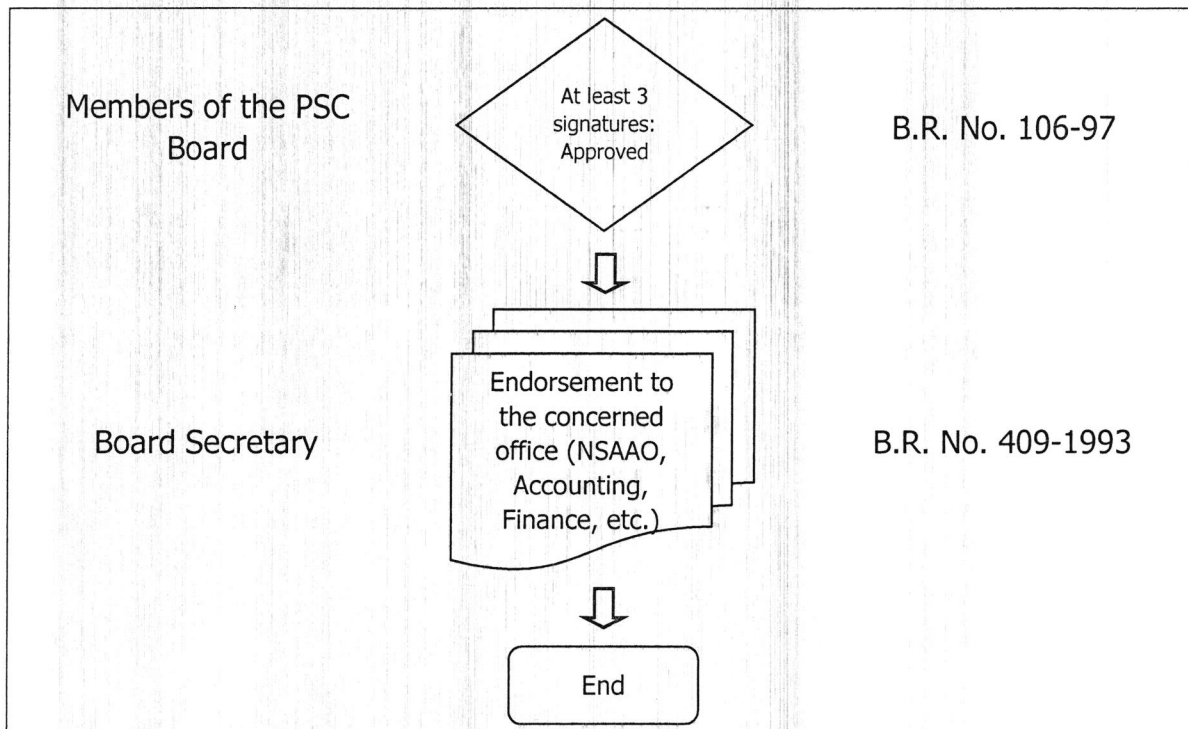 Members of the PSC
Board
At least 3
signatures:
Approved
B.R. No. 106-97
Board Secretary
Endorsement to
the concerned
office (NSAAO,
Accounting,
Finance, etc.)
B.R. No. 409-1993
End